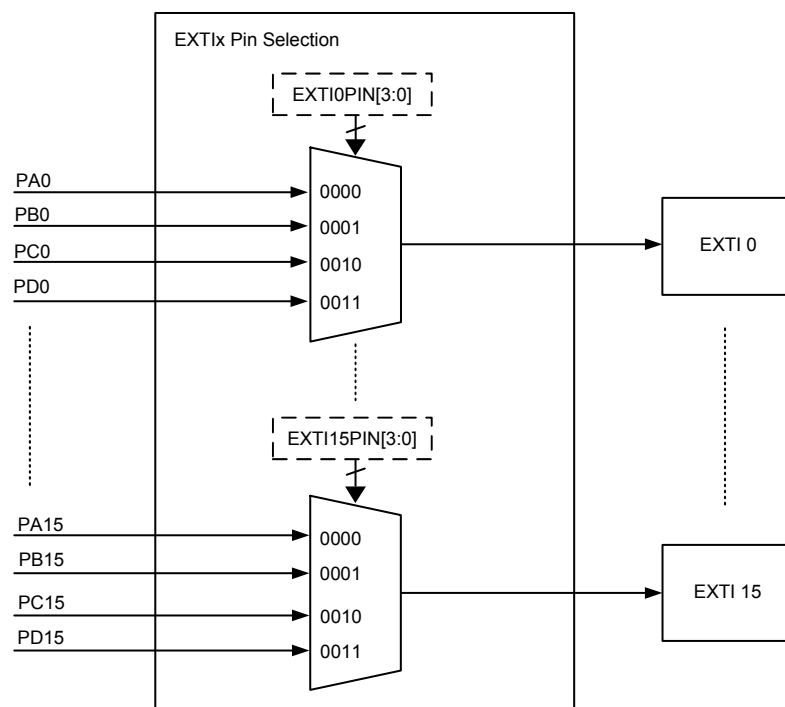 EXTIx Pin Selection
EXTI0PIN[3:0]
PA0
0000
PB0
0001
PC0
0010
PD0
0011
EXTI 0
EXTI15PIN[3:0]
PA15
0000
PB15
0001
PC15
0010
PD15
0011
EXTI 15